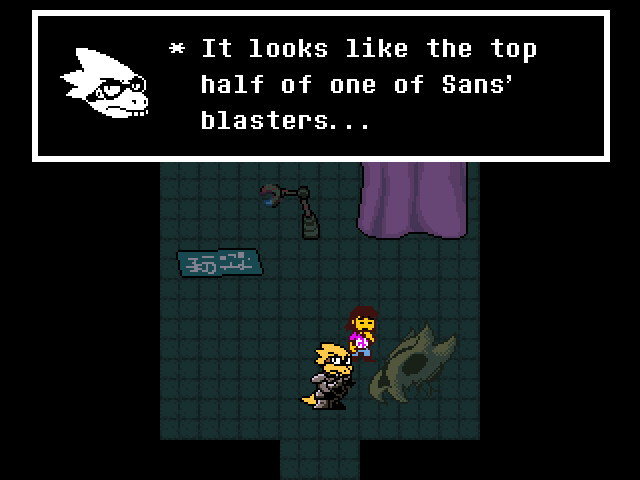 * It looks like the top
half of one of Sans'
blasters...